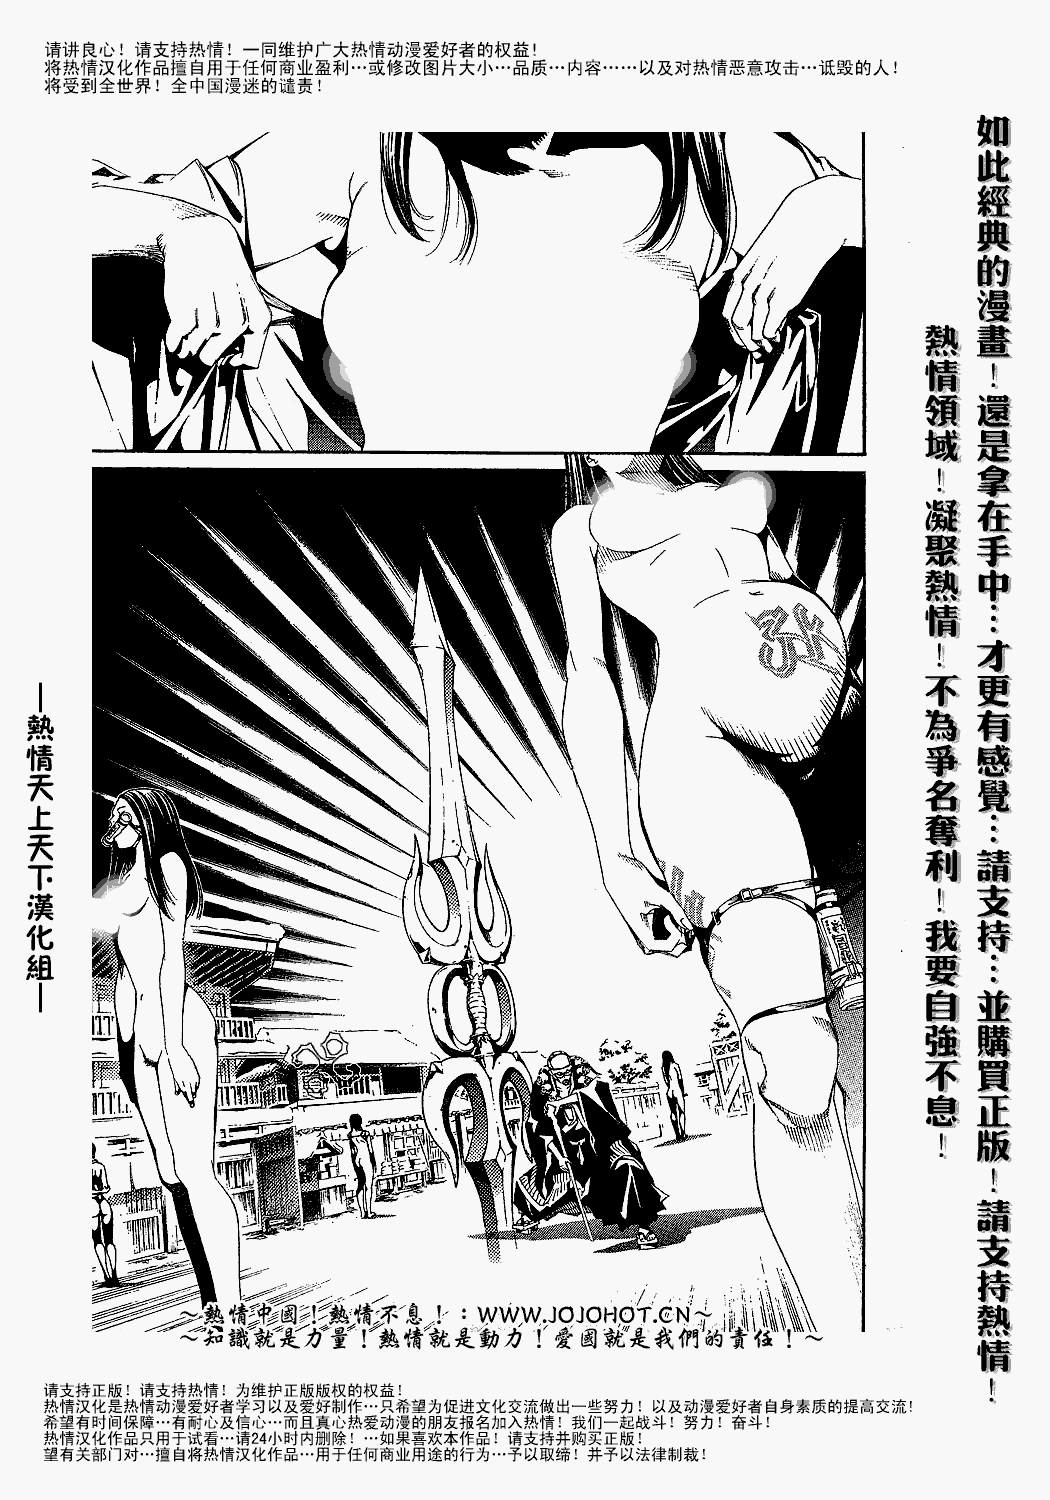 请讲良心！请支持热情！一同维护广大热情动漫爱好者的权益！
将热情汉化作品擅自用于任何商业盈利…或修改图片大小…品质…内容……以及对热情恶意攻击…诋毁的人！
将受到全世界！全中国漫迷的谴责！
如此經典的漫畫！還是拿在手中…才更有感覺…請支持…並購買正版！請支持熱情！
熱情領域！凝聚熱情！不為爭名奪利！我要自強不息！
—熱情天上天下漢化組—
～熱情中國！熱情不息！：WWW.JOJOHOT.CN～
～知識就是力量！熱情就是動力！愛國就是我們的責任！～
请支持正版！请支持热情！为维护正版版权的权益！
热情汉化是热情动漫爱好者学习以及爱好制作…只希望为促进文化交流做出一些努力！以及动漫爱好者自身素质的提高交流！
希望有时间保障…有耐心及信心…而且真心热爱动漫的朋友报名加入热情！我们一起战斗！努力！奋斗！
热情汉化作品只用于试看…请24小时内删除！…如果喜欢本作品！请支持并购买正版！
望有关部门对…擅自将热情汉化作品…用于任何商业用途的行为…予以取缔！并予以法律制裁！